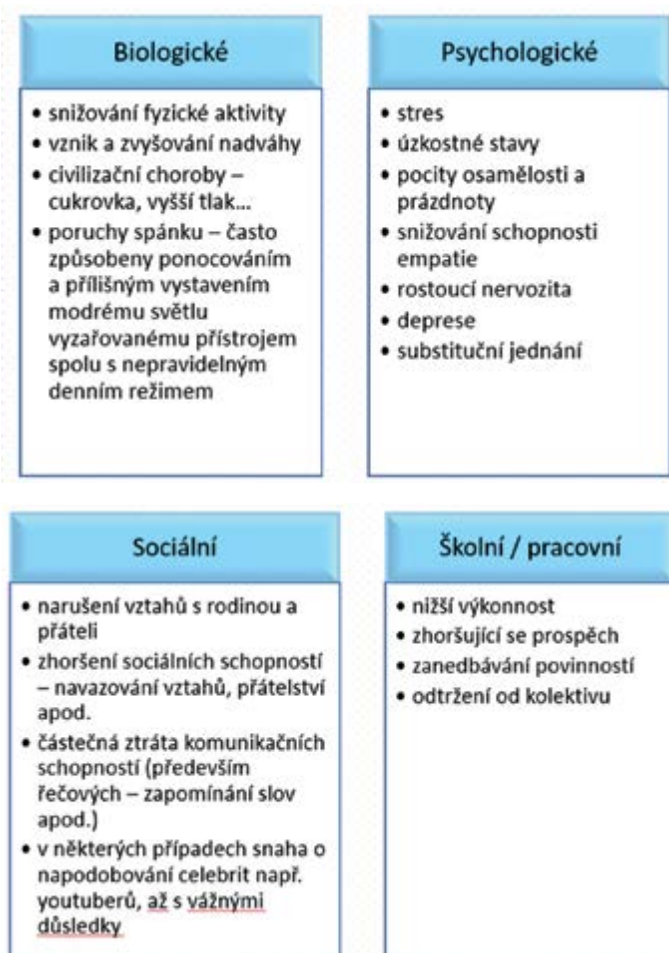 Biologické
• snižování fyzické aktivity
• vznik a zvyšování nadváhy
• civilizační choroby –
cukrovka, vyšší tlak...
• poruchy spánku – často
způsobeny ponocováním
a přílišným vystavením
modrému světlu
vyzařovanému přístrojem
spolu s nepravidelným
denním režimem
Psychologické
• stres
• úzkostné stavy
• pocity osamělosti a
prázdnoty
• snižování schopnosti
empatie
• rostoucí nervozita
• deprese
• substituční jednání
Sociální
• narušení vztahů s rodinou a
přáteli
• zhoršení sociálních schopností
– navazování vztahů, přátelství
apod.
• částečná ztráta komunikačních
schopností (především
řečových – zapomínání slov
apod.)
• v některých případech snaha o
napodobování celebrit např.
youtuberů, až s vážnými
důsledky
Školní / pracovní
• nižší výkonnost
• zhoršující se prospěch
• zanedbávání povinností
• odtržení od kolektivu